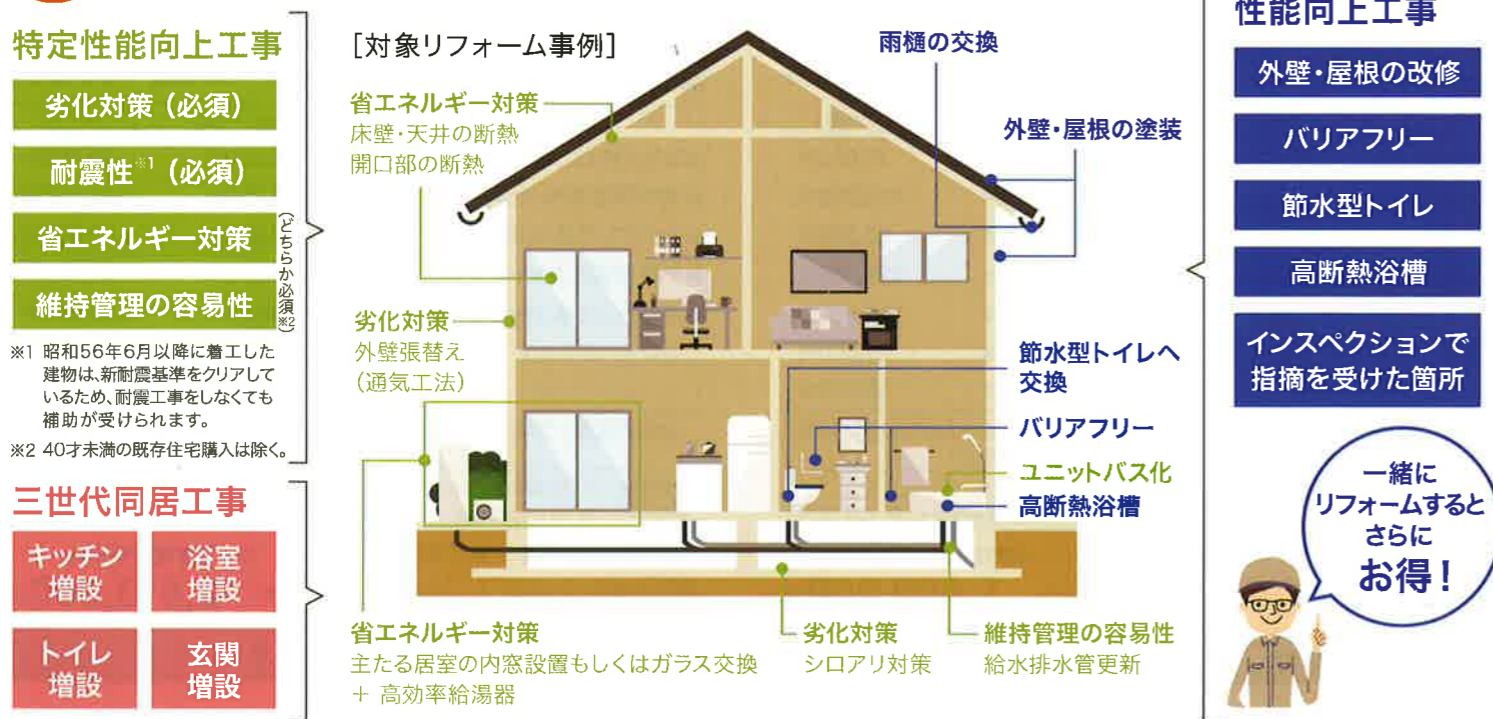 特定性能向上工事
劣化対策（必須）
耐震性※1（必須）
省エネルギー対策
維持管理の容易性
（どちらか必須※2）
※1 昭和56年6月以降に着工した
建物は、新耐震基準をクリアして
いるため、耐震工事をしなくても
補助が受けられます。
※2 40才未満の既存住宅購入は除く。
三世代同居工事
キッチン
増設
浴室
増設
トイレ
増設
玄関
増設
［対象リフォーム事例］
省エネルギー対策
床壁・天井の断熱
開口部の断熱
劣化対策
外壁張替え
（通気工法）
省エネルギー対策
主たる居室の内窓設置もしくはガラス交換
＋ 高効率給湯器
劣化対策
シロアリ対策
維持管理の容易性
給水排水管更新
雨樋の交換
外壁・屋根の塗装
節水型トイレへ
交換
バリアフリー
ユニットバス化
高断熱浴槽
性能向上工事
外壁・屋根の改修
バリアフリー
節水型トイレ
高断熱浴槽
インスペクションで
指摘を受けた箇所
一緒に
リフォームすると
さらに
お得！